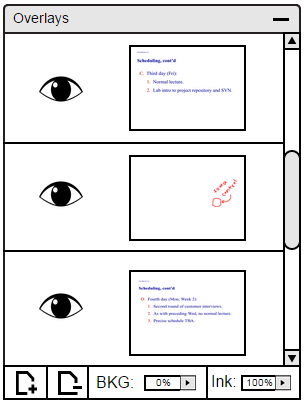 Overlays
Scheduling, cont'd
C. Third day (Fri):
1. Normal lecture.
2. Lab intro to project repository and SVN.
Scheduling, cont'd
D. Fourth day (Mon, Week 2):
1. Second round of customer interviews.
2. As with preceding Wed, no normal lecture.
3. Precise schedule TBA.
BKG: 0% Ink: 100%